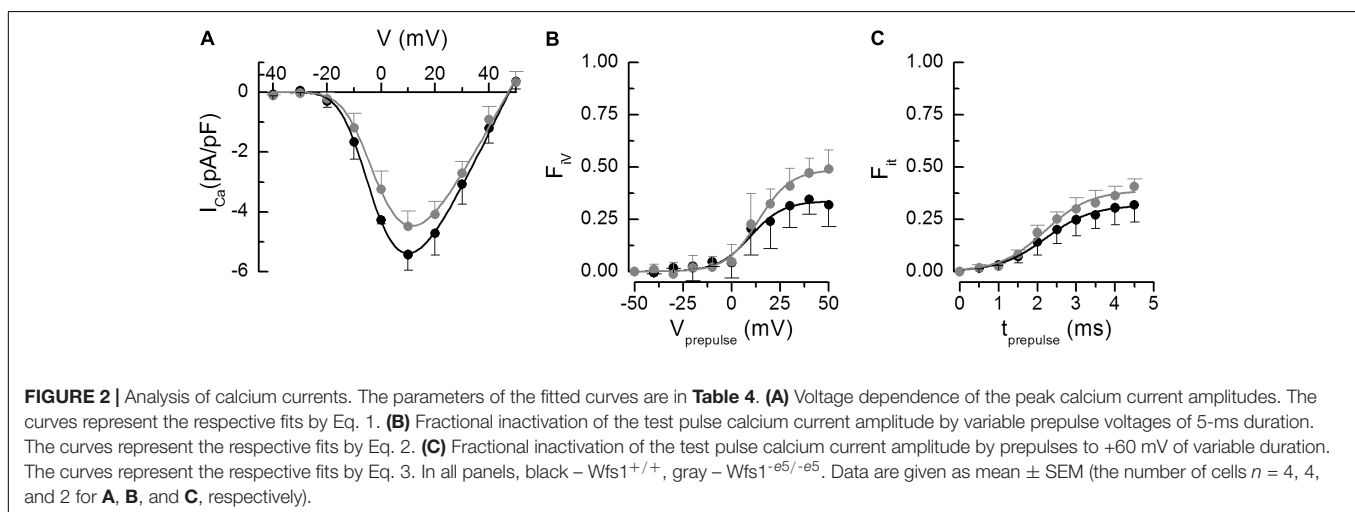 A
V (mV)
-40 -20 0 20 40
0
-2
-4
-6
I_Ca(pA/pF)
B
1.00
0.75
0.50
0.25
0.00
F_iV
-50 -25 0 25 50
V_prepulse (mV)
C
1.00
0.75
0.50
0.25
0.00
F_it
0 1 2 3 4 5
t_prepulse (ms)
FIGURE 2 | Analysis of calcium currents. The parameters of the fitted curves are in Table 4. (A) Voltage dependence of the peak calcium current amplitudes. The
curves represent the respective fits by Eq. 1. (B) Fractional inactivation of the test pulse calcium current amplitude by variable prepulse voltages of 5-ms duration.
The curves represent the respective fits by Eq. 2. (C) Fractional inactivation of the test pulse calcium current amplitude by prepulses to +60 mV of variable duration.
The curves represent the respective fits by Eq. 3. In all panels, black – Wfs1+/+, gray – Wfs1-e5/-e5. Data are given as mean ± SEM (the number of cells n = 4, 4,
and 2 for A, B, and C, respectively).